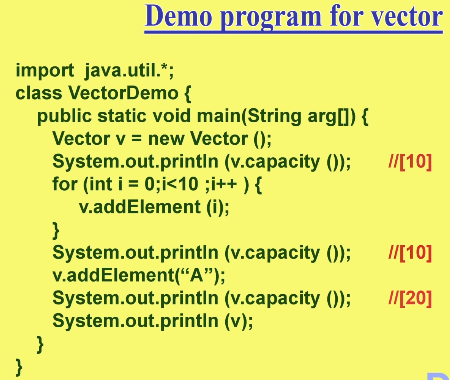 Demo program for vector
import java.util.*;
class VectorDemo {
public static void main(String arg[]) {
Vector v = new Vector ();
System.out.println (v.capacity ()); //[10]
for (int i = 0;i<10 ;i++ ) {
v.addElement (i);
}
System.out.println (v.capacity ()); //[10]
v.addElement(“A”);
System.out.println (v.capacity ()); //[20]
System.out.println (v);
}
}